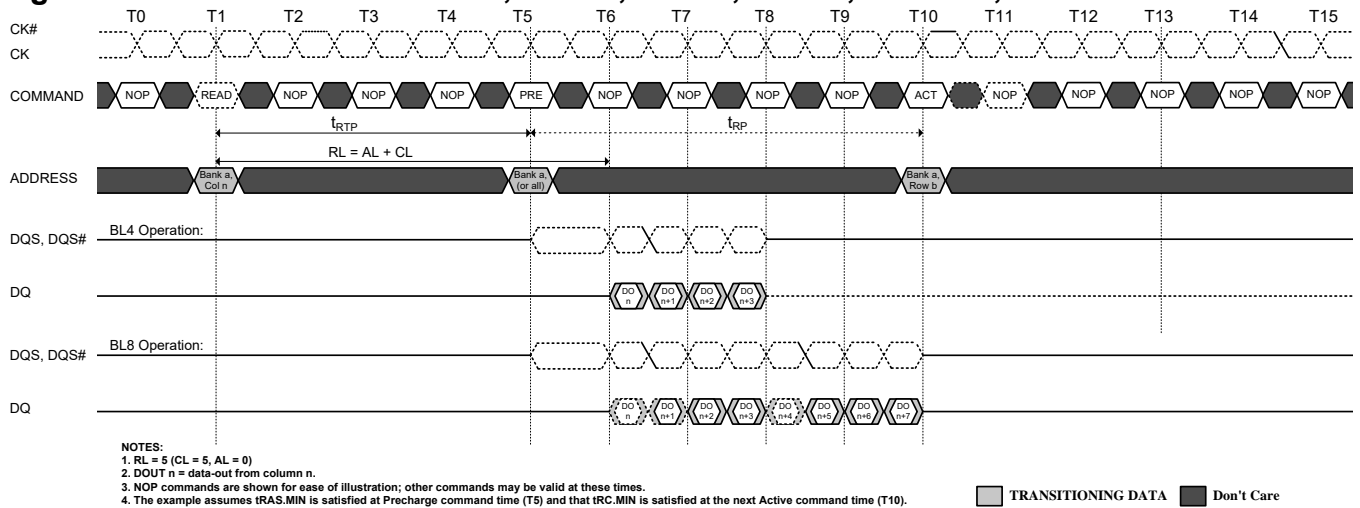 T0 T1 T2 T3 T4 T5 T6 T7 T8 T9 T10 T11 T12 T13 T14 T15
CK#
CK
COMMAND NOP READ NOP NOP NOP PRE NOP NOP NOP NOP ACT NOP NOP NOP NOP NOP
tRTP tRP
RL = AL + CL
ADDRESS Bank a, Col n Bank a, (or all) Bank a, Row b
BL4 Operation:
DQS, DQS#
DQ DO n DO n+1 DO n+2 DO n+3
BL8 Operation:
DQS, DQS#
DQ DO n DO n+1 DO n+2 DO n+3 DO n+4 DO n+5 DO n+6 DO n+7
NOTES:
1. RL = 5 (CL = 5, AL = 0)
2. DOUT n = data-out from column n.
3. NOP commands are shown for ease of illustration; other commands may be valid at these times.
4. The example assumes tRAS.MIN is satisfied at Precharge command time (T5) and that tRC.MIN is satisfied at the next Active command time (T10).
TRANSITIONING DATA Don't Care